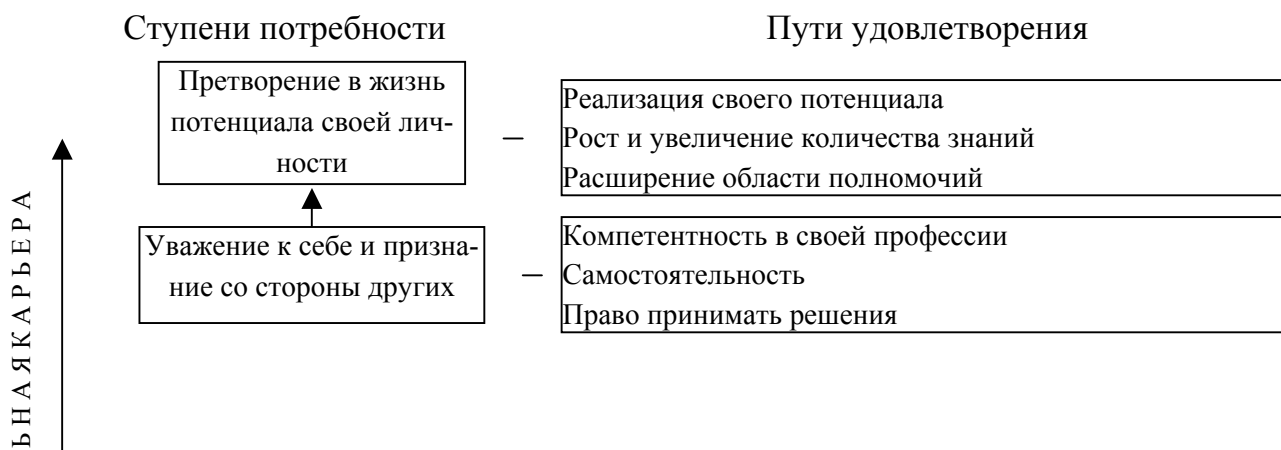 Ступени потребности
Пути удовлетворения
Претворение в жизнь
потенциала своей лич-
ности
–
Реализация своего потенциала
Рост и увеличение количества знаний
Расширение области полномочий
Уважение к себе и призна-
ние со стороны других
–
Компетентность в своей профессии
Самостоятельность
Право принимать решения
Ь Н А Я К А Р Ь Е Р А